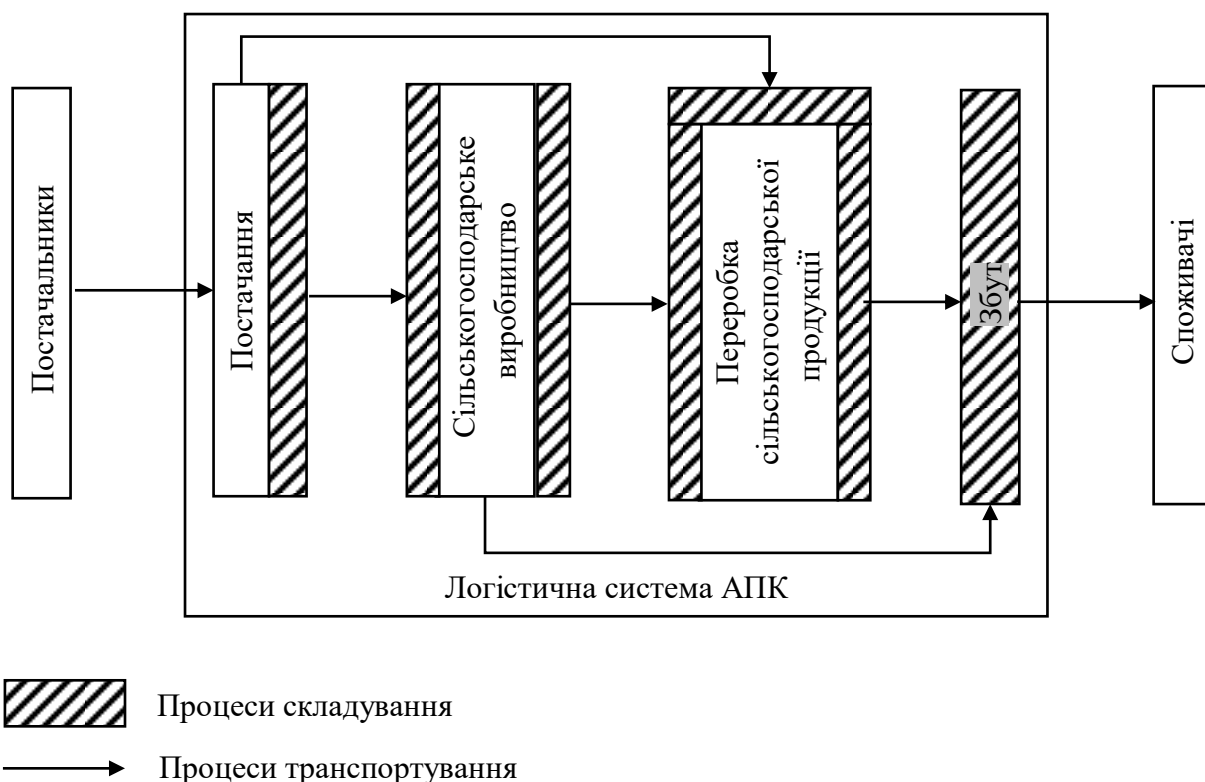 Постачальники
Постачання
Сільськогосподарське
виробництво
Переробка
сільськогосподарської
продукції
Збут
Споживачі
Логістична система АПК
Процеси складування
Процеси транспортування